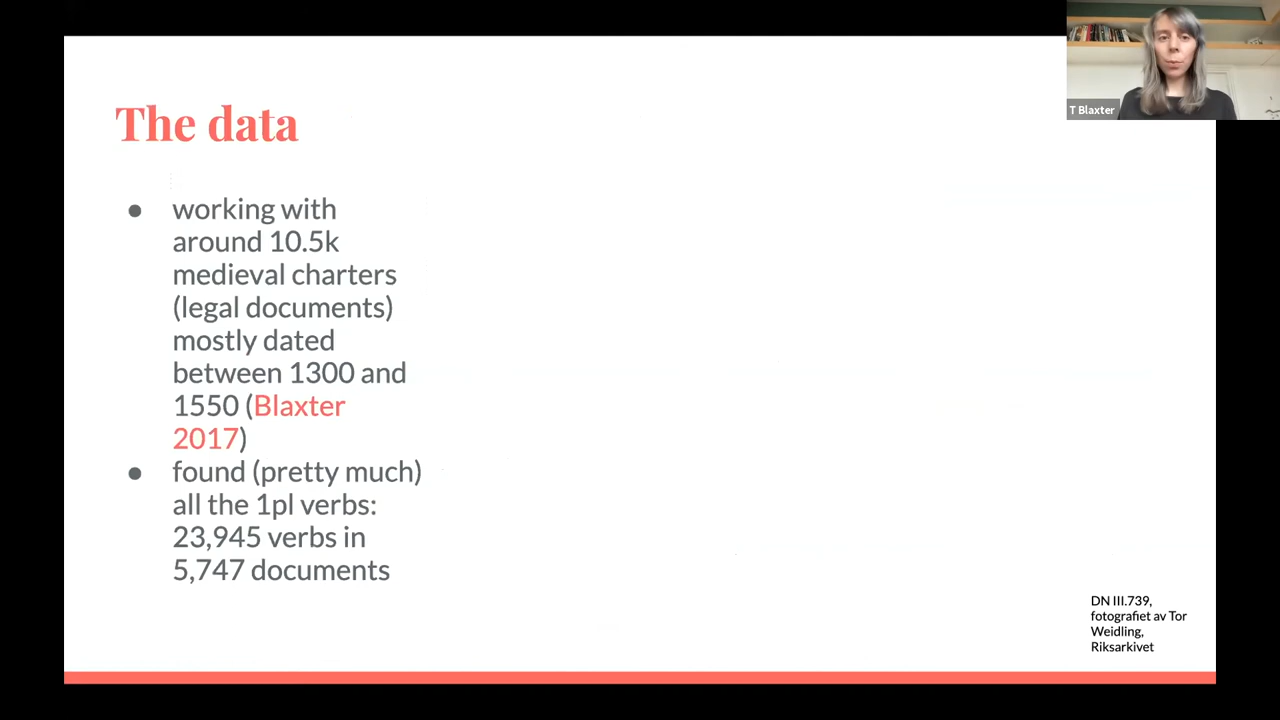 T Blaxter
The data
● working with
around 10.5k
medieval charters
(legal documents)
mostly dated
between 1300 and
1550 (Blaxter
2017)
● found (pretty much)
all the 1pl verbs:
23,945 verbs in
5,747 documents
DN III.739,
fotografiet av Tor
Weidling,
Riksarkivet